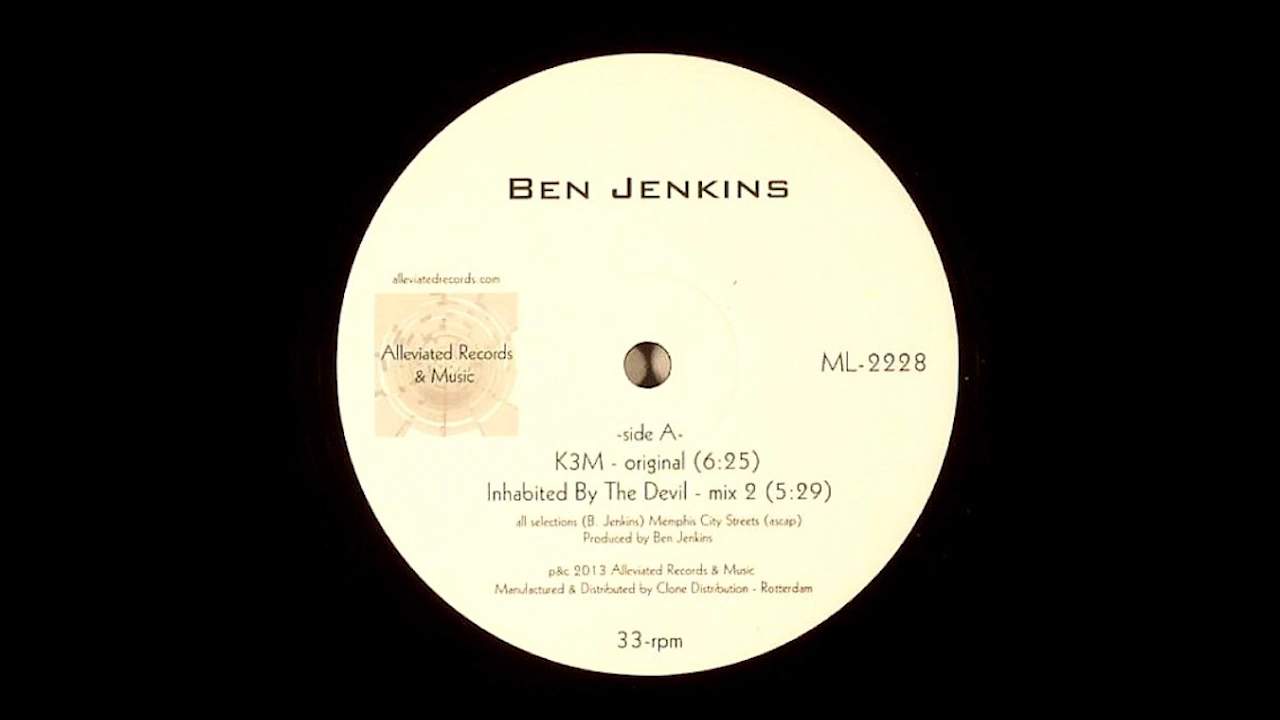 BEN JENKINS
alleviatedrecords.com
Alleviated Records
& Music
ML-2228
-side A-
K3M - original (6:25)
Inhabited By The Devil - mix 2 (5:29)
all selections (B. Jenkins) Memphis City Streets (ascap)
Produced by Ben Jenkins
p&c 2013 Alleviated Records & Music
Manufactured & Distributed by Clone Distribution - Rotterdam
33-rpm